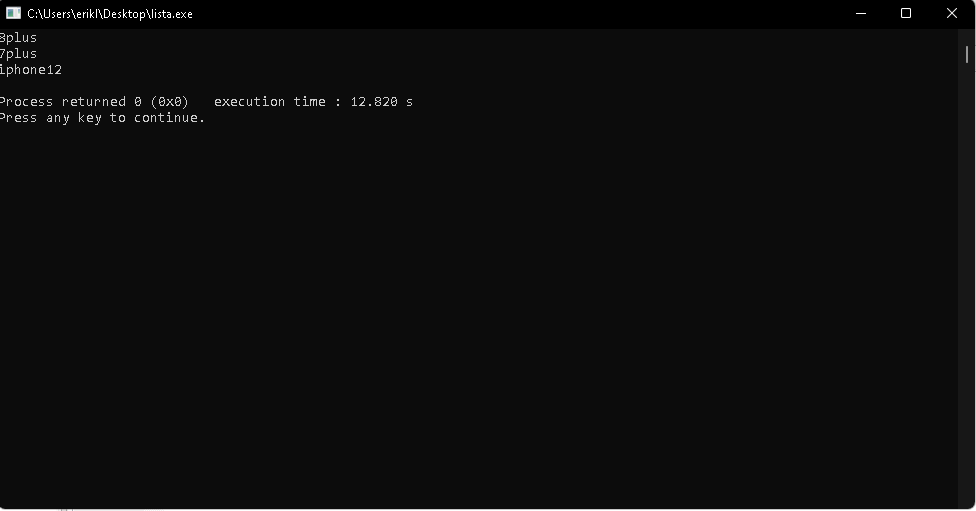 C:\Users\erikl\Desktop\lista.exe
8plus
7plus
iphone12
Process returned 0 (0x0)   execution time : 12.820 s
Press any key to continue.